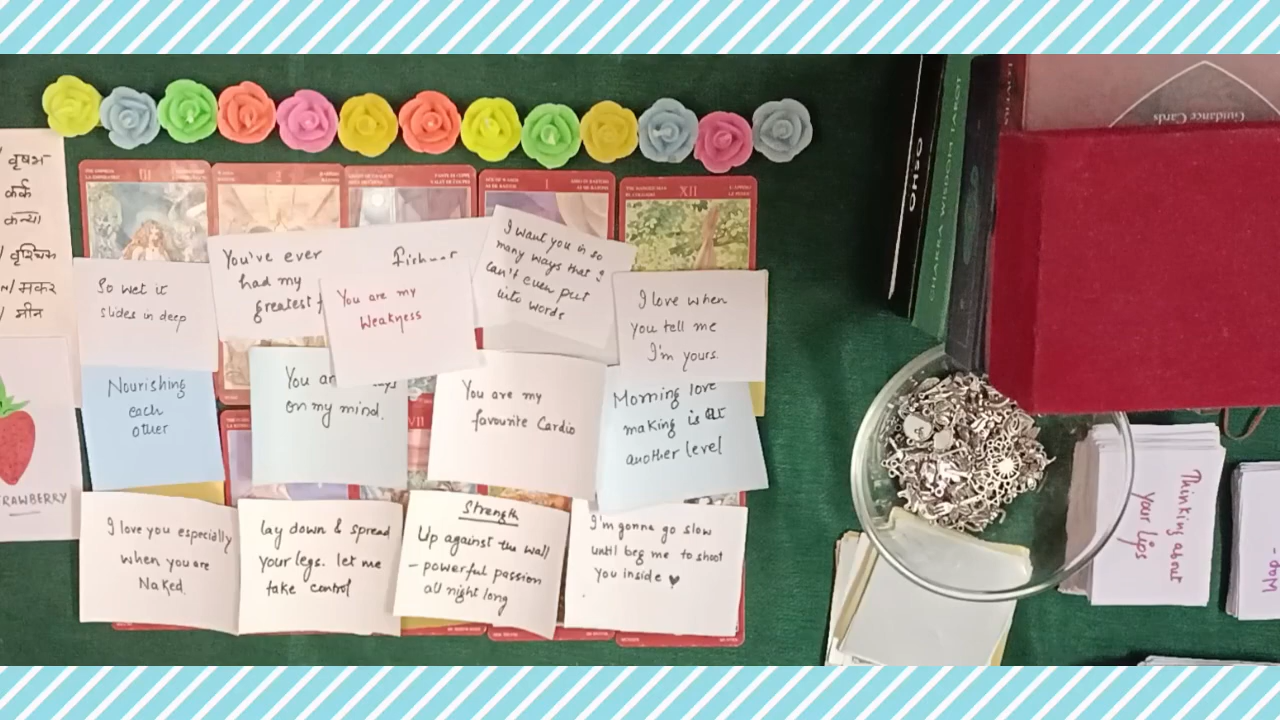 / वृषभ
कर्क
कन्या
/ वृश्चिक
/ मकर
/ मीन
TRAWBERRY
III
2
I
XII
So wet it
slides in deep
You've ever
had my
greatest
You are my
Weakness
I want you in so
many ways that I
can't even put
into words
I love when
you tell me
I'm yours.
Nourishing
each
other
You
on my mind.
You are my
favourite Cardio
Morning love
making is at
another level
VII
I love you especially
when you are
Naked.
lay down & spread
your legs. let me
take control
Strength
Up against the wall
- powerful passion
all night long
I'm gonna go slow
until beg me to shoot
you inside ♥
OSHO
CHAKRA WISDOM TAROT
Guidance Cards
Thinking about
your lips